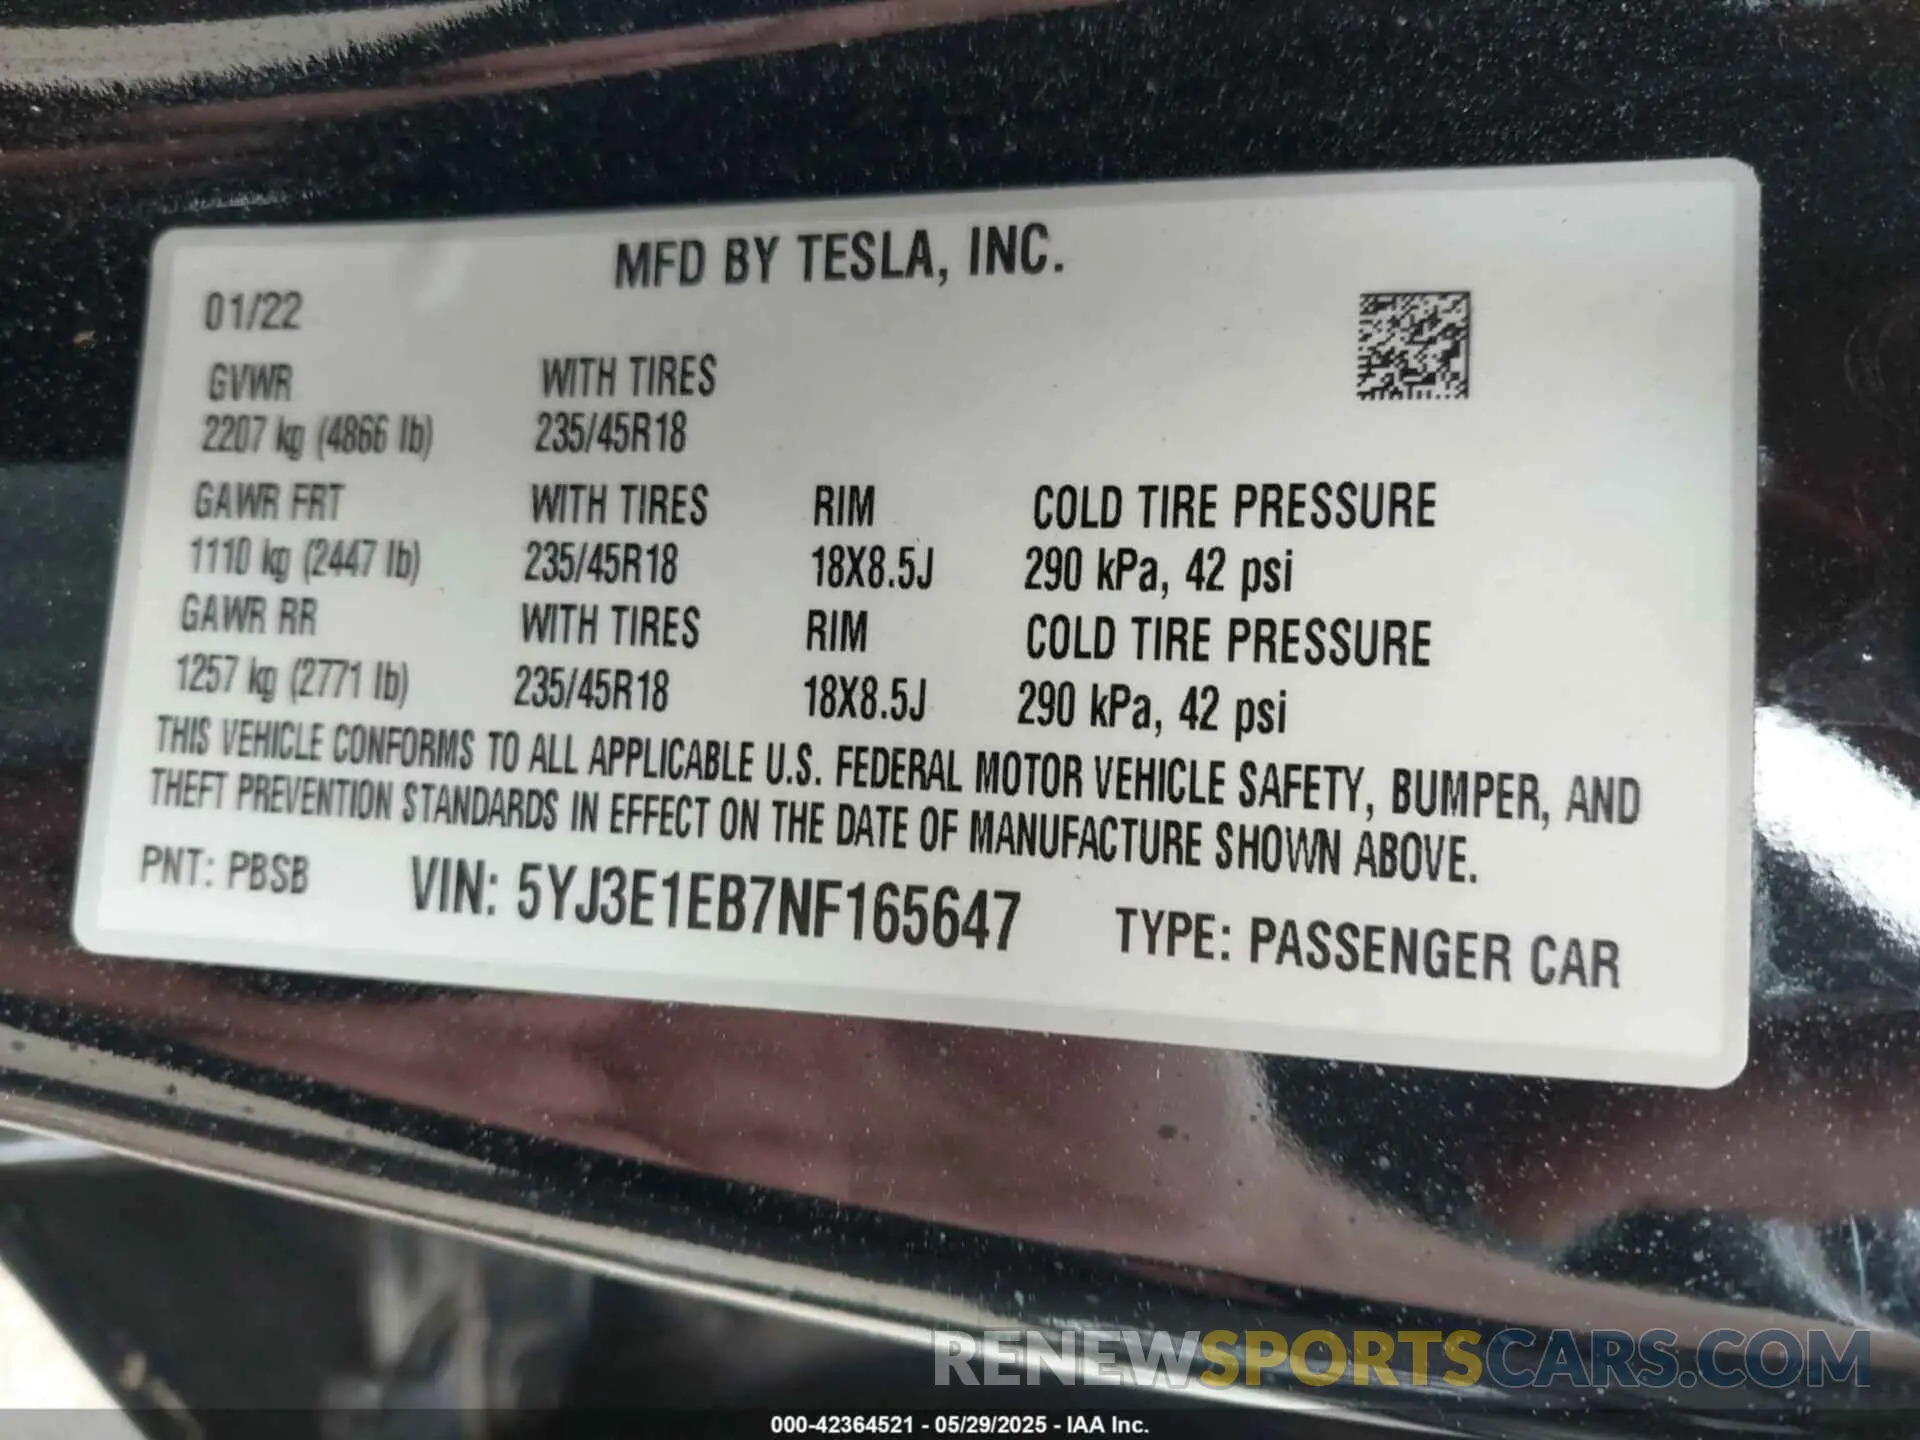 MFD BY TESLA, INC.
01/22
GVWR WITH TIRES
2207 kg (4866 lb) 235/45R18
GAWR FRT WITH TIRES RIM COLD TIRE PRESSURE
1110 kg (2447 lb) 235/45R18 18X8.5J 290 kPa, 42 psi
GAWR RR WITH TIRES RIM COLD TIRE PRESSURE
1257 kg (2771 lb) 235/45R18 18X8.5J 290 kPa, 42 psi
THIS VEHICLE CONFORMS TO ALL APPLICABLE U.S. FEDERAL MOTOR VEHICLE SAFETY, BUMPER, AND
THEFT PREVENTION STANDARDS IN EFFECT ON THE DATE OF MANUFACTURE SHOWN ABOVE.
PNT: PBSB VIN: 5YJ3E1EB7NF165647 TYPE: PASSENGER CAR
RENEWSPORTSCARS.COM
000-42364521 - 05/29/2025 - IAA Inc.